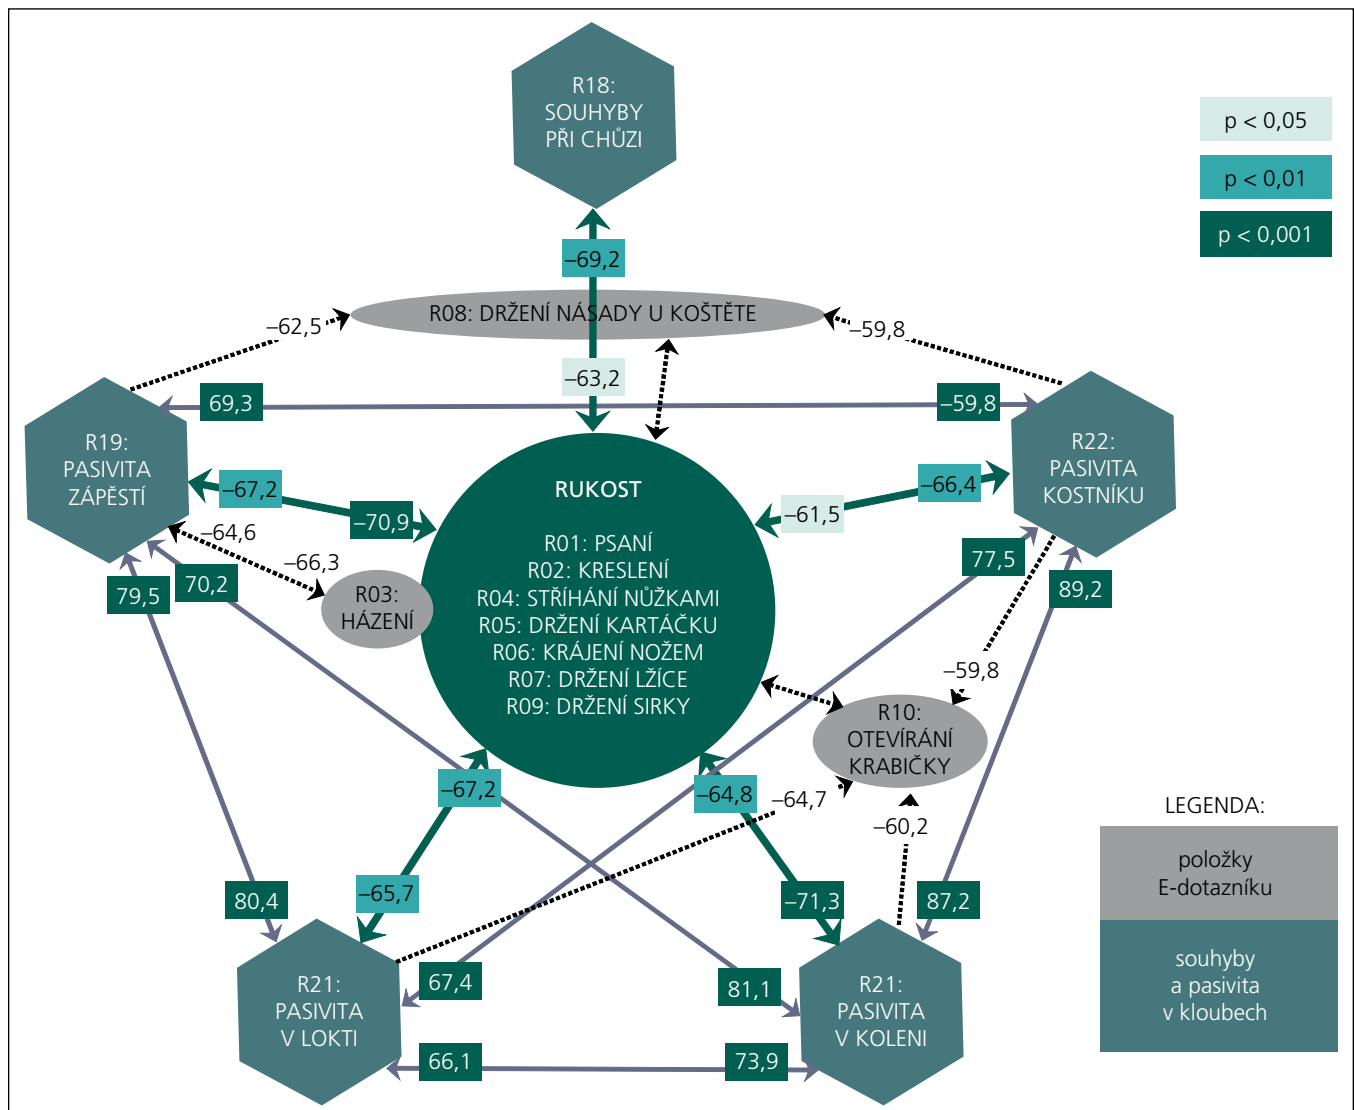 R18:
SOUHYBY
PŘI CHŮZI
p < 0,05
p < 0,01
p < 0,001
–69,2
R08: DRŽENÍ NÁSADY U KOŠTĚTE
–62,5
–59,8
–63,2
69,3
–59,8
R19:
PASIVITA
ZÁPĚSTÍ
R22:
PASIVITA
KOSTNÍKU
–67,2
–70,9
–61,5
–66,4
RUKOST
R01: PSANÍ
R02: KRESLENÍ
R04: STŘÍHÁNÍ NŮŽKAMI
R05: DRŽENÍ KARTÁČKU
R06: KRÁJENÍ NOŽEM
R07: DRŽENÍ LŽÍCE
R09: DRŽENÍ SIRKY
–64,6
–66,3
R03:
HÁZENÍ
79,5
70,2
77,5
89,2
–59,8
R10:
OTEVÍRÁNÍ
KRABIČKY
–67,2
–64,8
–64,7
–60,2
–65,7
–71,3
80,4
87,2
67,4
81,1
R21:
PASIVITA
V LOKTI
R21:
PASIVITA
V KOLENI
66,1
73,9
LEGENDA:
položky
E-dotazníku
souhyby
a pasivita
v kloubech